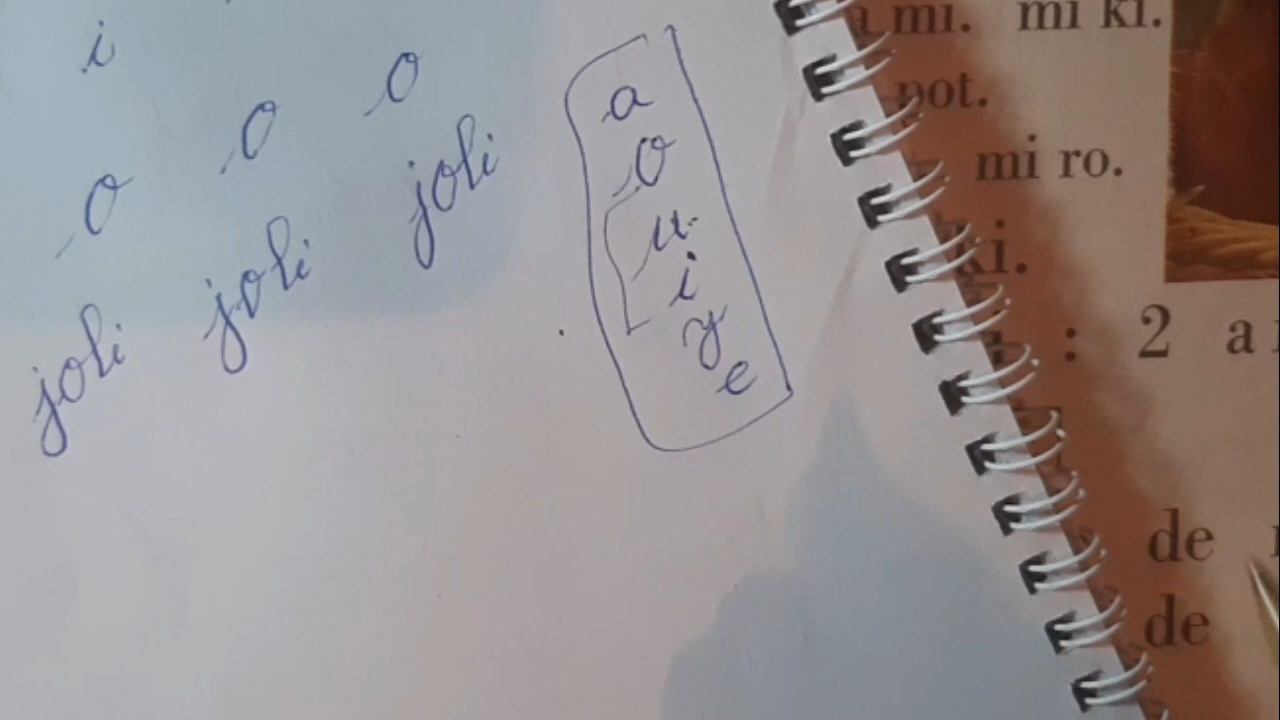 i
o o o
joli joli joli
a
o
u
i
y
e
mi. mi ki.
pot.
mi ro.
ki.
: 2 a
de
de